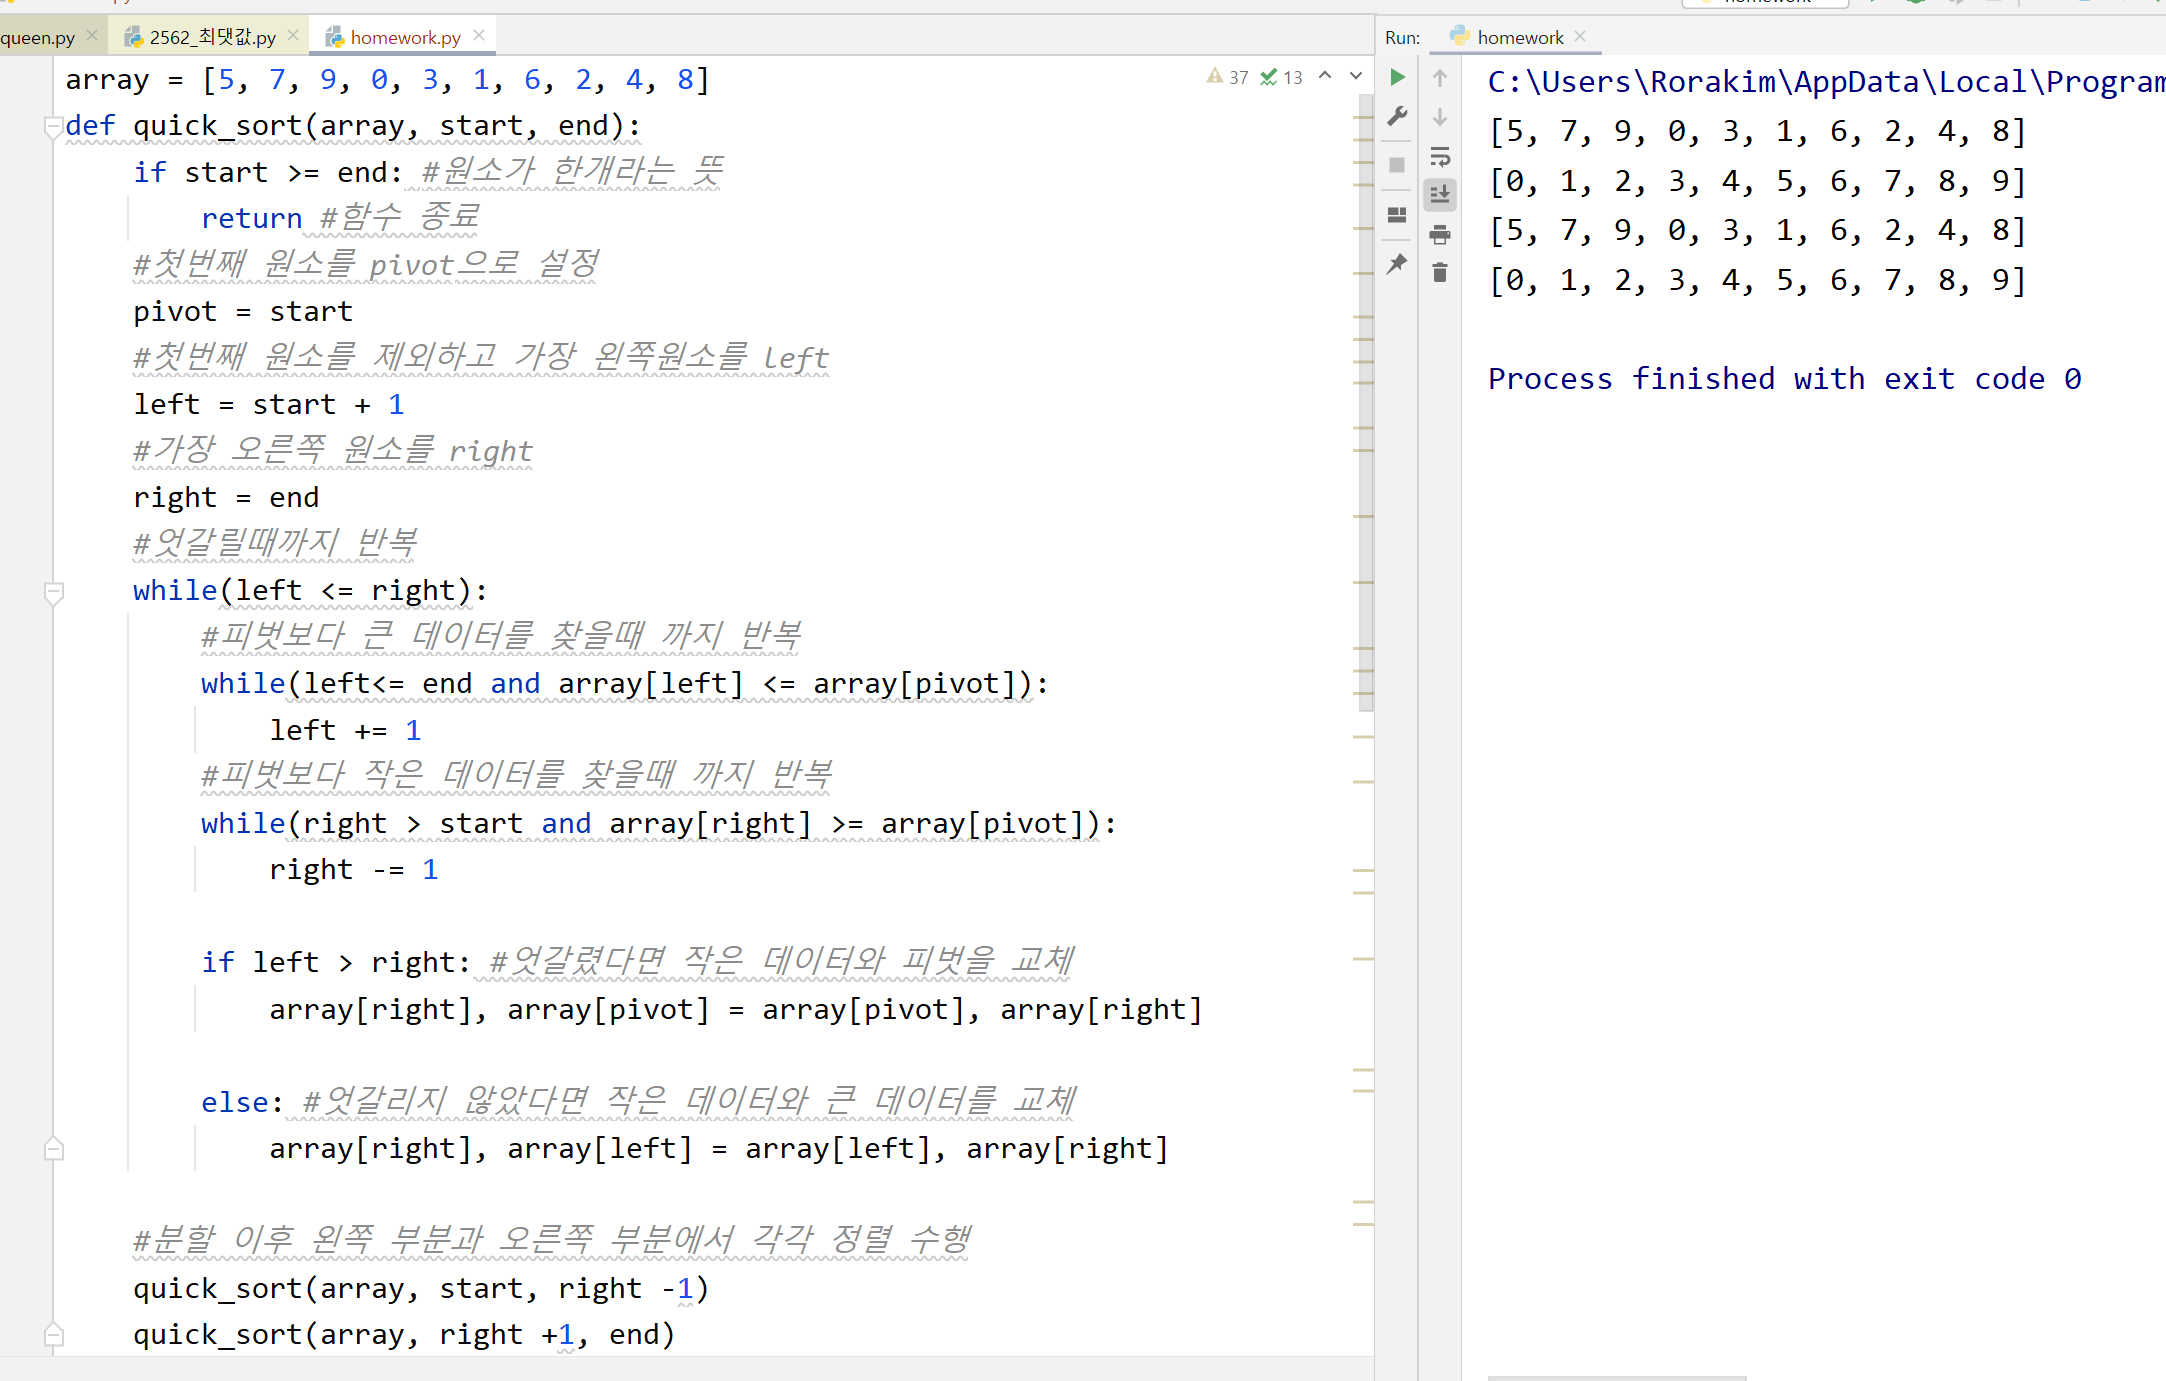 queen.py
2562_최댓값.py
homework.py
37
13
array = [5, 7, 9, 0, 3, 1, 6, 2, 4, 8]
def quick_sort(array, start, end):
if start >= end: #원소가 한개라는 뜻
return #함수 종료
#첫번째 원소를 pivot으로 설정
pivot = start
#첫번째 원소를 제외하고 가장 왼쪽원소를 left
left = start + 1
#가장 오른쪽 원소를 right
right = end
#엇갈릴때까지 반복
while(left <= right):
#피벗보다 큰 데이터를 찾을때 까지 반복
while(left<= end and array[left] <= array[pivot]):
left += 1
#피벗보다 작은 데이터를 찾을때 까지 반복
while(right > start and array[right] >= array[pivot]):
right -= 1
if left > right: #엇갈렸다면 작은 데이터와 피벗을 교체
array[right], array[pivot] = array[pivot], array[right]
else: #엇갈리지 않았다면 작은 데이터와 큰 데이터를 교체
array[right], array[left] = array[left], array[right]
#분할 이후 왼쪽 부분과 오른쪽 부분에서 각각 정렬 수행
quick_sort(array, start, right -1)
quick_sort(array, right +1, end)
Run:
homework
C:\Users\Rorakim\AppData\Local\Program
[5, 7, 9, 0, 3, 1, 6, 2, 4, 8]
[0, 1, 2, 3, 4, 5, 6, 7, 8, 9]
[5, 7, 9, 0, 3, 1, 6, 2, 4, 8]
[0, 1, 2, 3, 4, 5, 6, 7, 8, 9]
Process finished with exit code 0